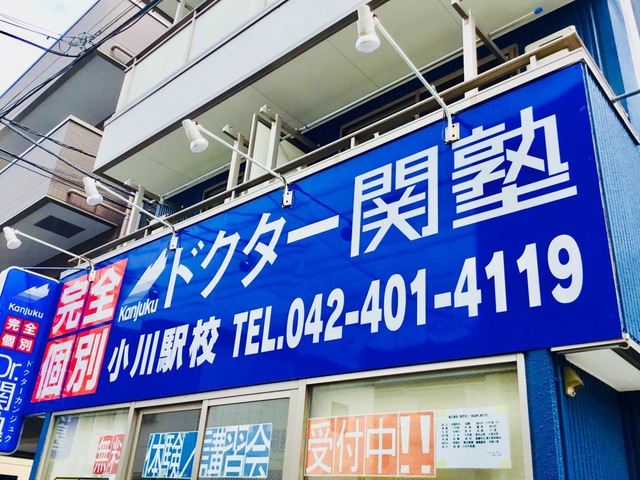 完全
個別
Kanjuku
ドクター関塾
小川駅校 TEL.042-401-4119
Kanjuku
完全
個別
ドクターカンジュク
Dr.関塾
無料
体験/
講習会
受付中!!